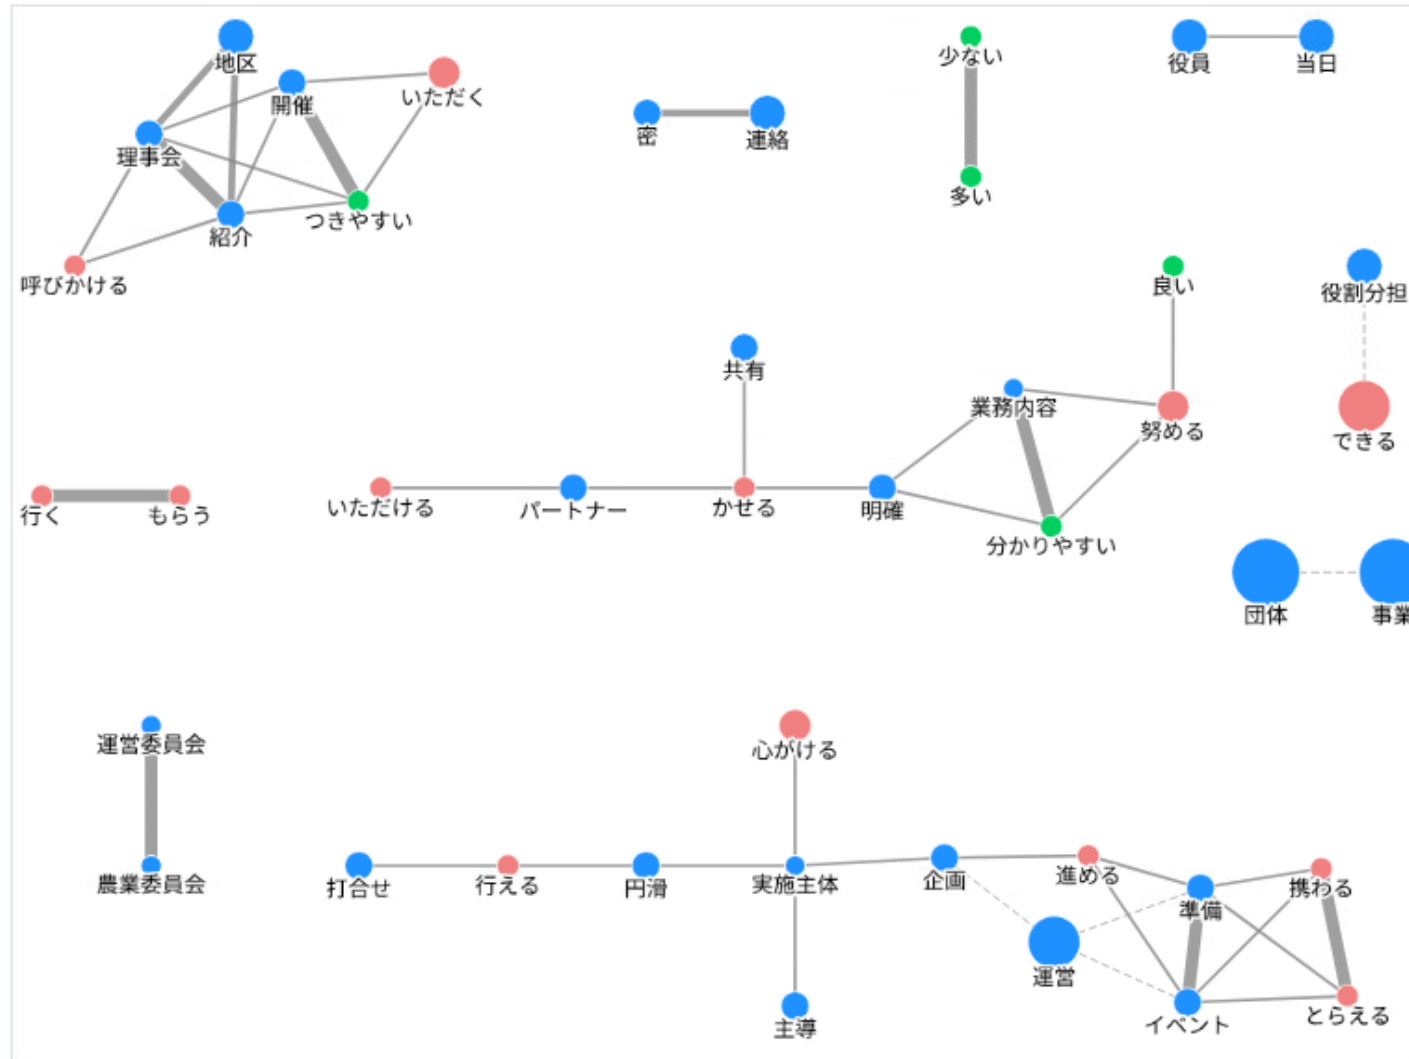 地区
開催
いただく
理事会
紹介
つきやすい
呼びかける
密
連絡
少ない
多い
役員
当日
良い
役割分担
できる
共有
業務内容
努める
行く
もらう
いただける
パートナー
かせる
明確
分かりやすい
団体
事業
運営委員会
農業委員会
心がける
打合せ
行える
円滑
実施主体
企画
進める
準備
携わる
運営
主導
イベント
とらえる